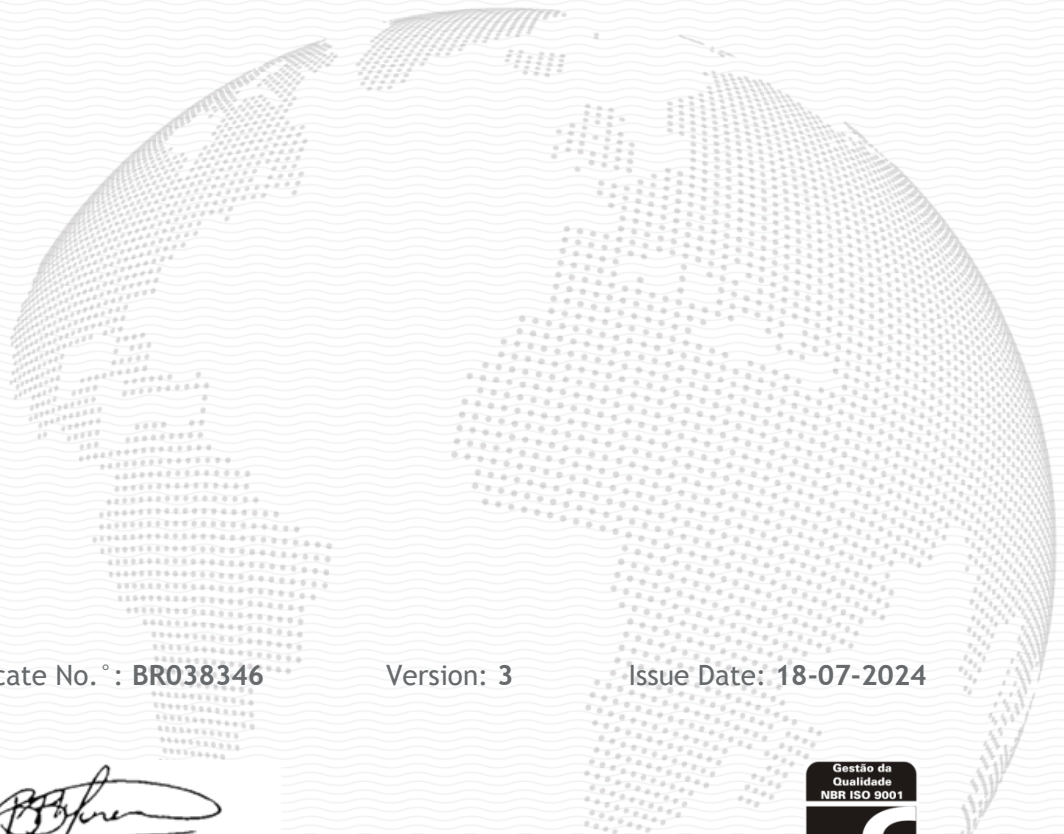 cate No.°: BR038346 Version: 3 Issue Date: 18-07-2024
Gestão da
Qualidade
NBR ISO 9001